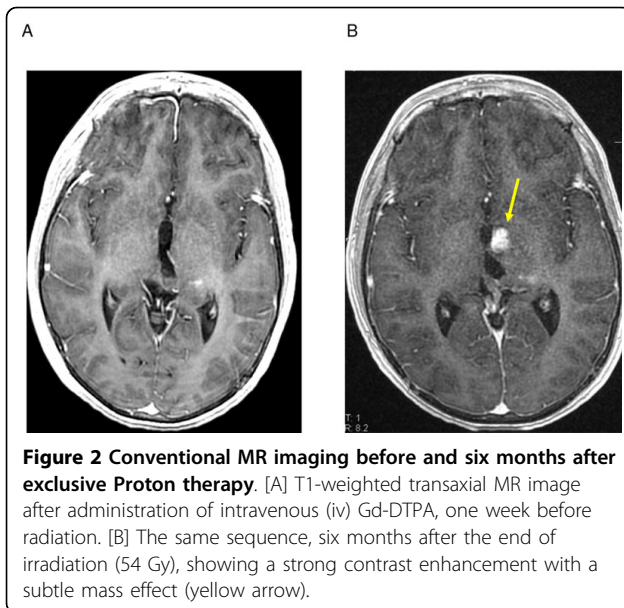 A
B
T: 1
R: 8.2
Figure 2 Conventional MR imaging before and six months after
exclusive Proton therapy. [A] T1-weighted transaxial MR image
after administration of intravenous (iv) Gd-DTPA, one week before
radiation. [B] The same sequence, six months after the end of
irradiation (54 Gy), showing a strong contrast enhancement with a
subtle mass effect (yellow arrow).